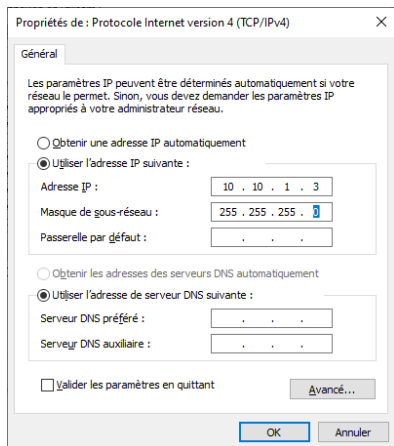 Propriétés de : Protocole Internet version 4 (TCP/IPv4)
Général
Les paramètres IP peuvent être déterminés automatiquement si votre
réseau le permet. Sinon, vous devez demander les paramètres IP
appropriés à votre administrateur réseau.
Obtenir une adresse IP automatiquement
Utiliser l'adresse IP suivante :
Adresse IP : 10 . 10 . 1 . 3
Masque de sous-réseau : 255 . 255 . 255 . 0
Passerelle par défaut : . . .
Obtenir les adresses des serveurs DNS automatiquement
Utiliser l'adresse de serveur DNS suivante :
Serveur DNS préféré : . . .
Serveur DNS auxiliaire : . . .
Valider les paramètres en quittant
Avancé...
OK Annuler